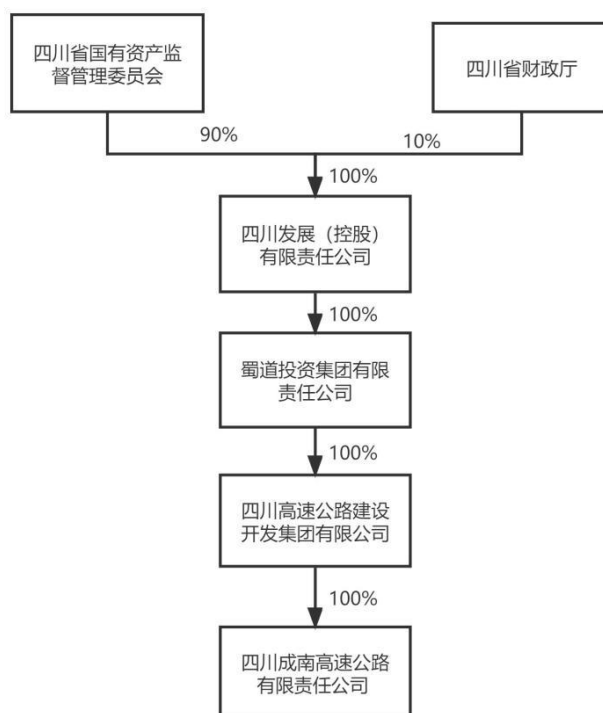 四川省国有资产监
督管理委员会
四川省财政厅
90%
10%
100%
四川发展（控股）
有限责任公司
100%
蜀道投资集团有限
责任公司
100%
四川高速公路建设
开发集团有限公司
100%
四川成南高速公路
有限责任公司